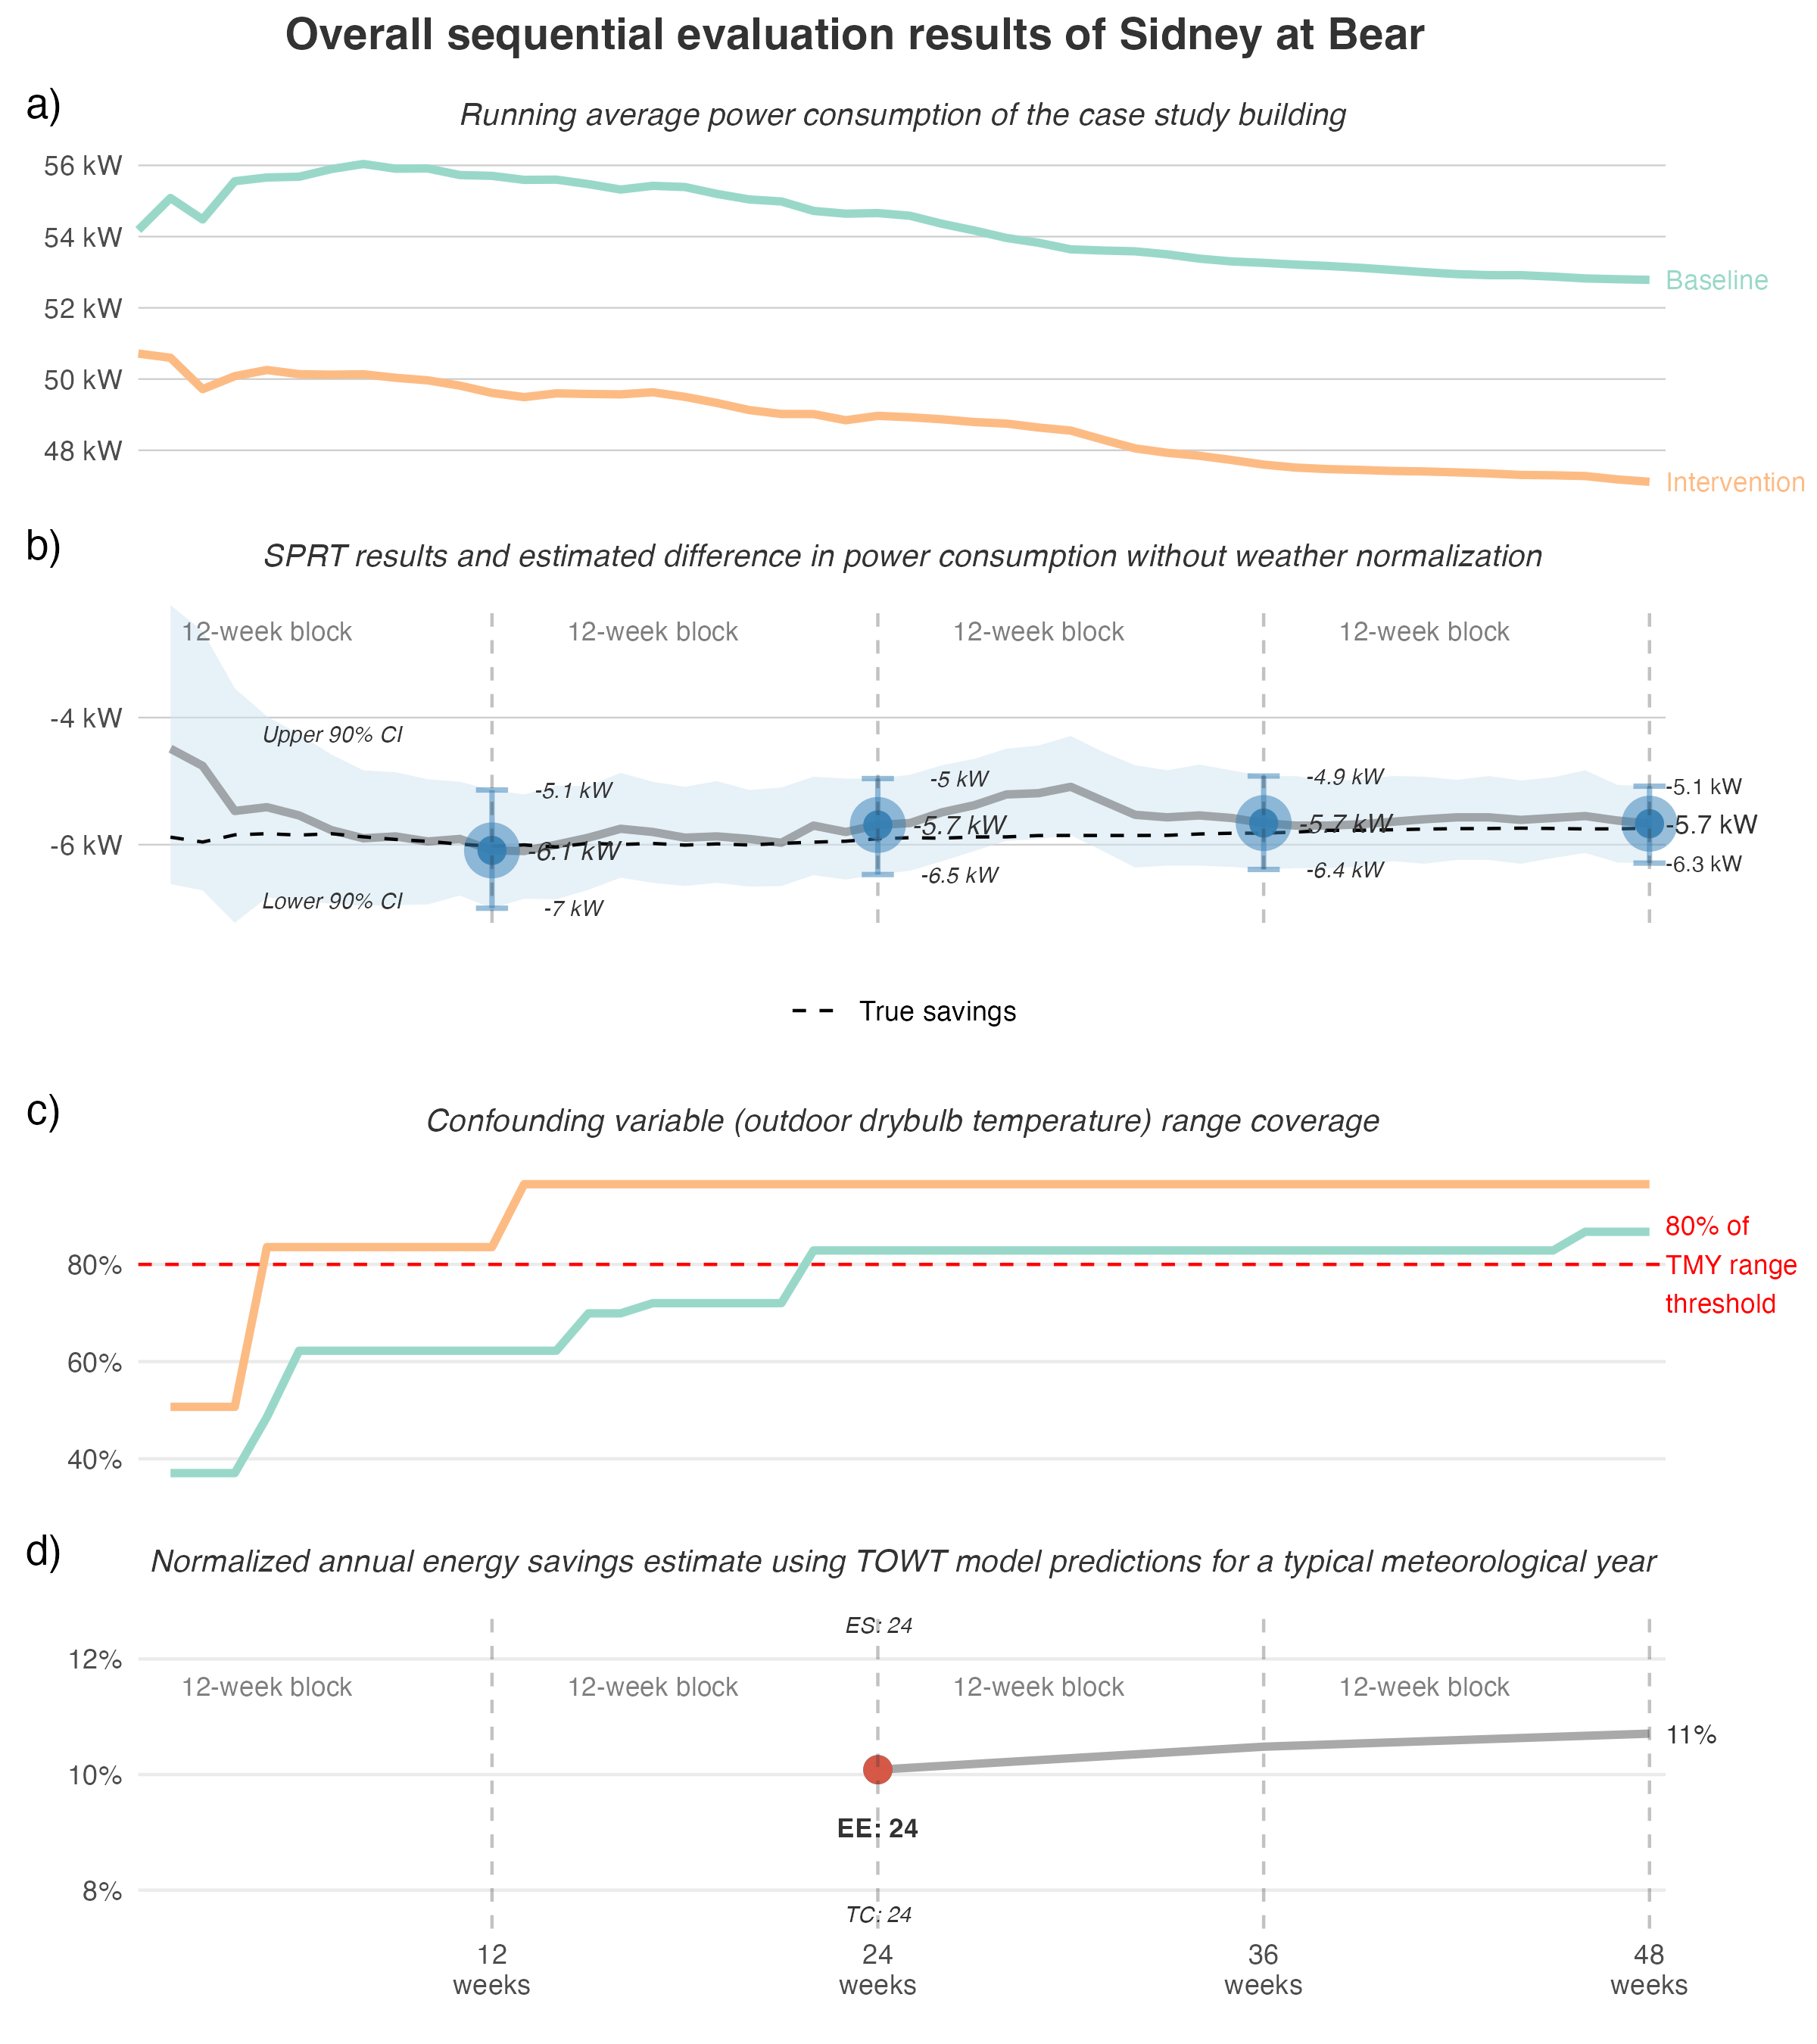 Overall sequential evaluation results of Sidney at Bear
a)
Running average power consumption of the case study building
56 kW
54 kW
52 kW
50 kW
48 kW
Baseline
Intervention
b)
SPRT results and estimated difference in power consumption without weather normalization
12-week block
12-week block
12-week block
12-week block
-4 kW
-6 kW
Upper 90% CI
Lower 90% CI
-5.1 kW
-6.1 kW
-7 kW
-5 kW
-5.7 kW
-6.5 kW
-4.9 kW
-5.7 kW
-6.4 kW
-5.1 kW
-5.7 kW
-6.3 kW
True savings
c)
Confounding variable (outdoor drybulb temperature) range coverage
80%
60%
40%
80% of
TMY range
threshold
d)
Normalized annual energy savings estimate using TOWT model predictions for a typical meteorological year
ES: 24
12%
12-week block
12-week block
12-week block
12-week block
11%
10%
EE: 24
8%
TC: 24
12
weeks
24
weeks
36
weeks
48
weeks